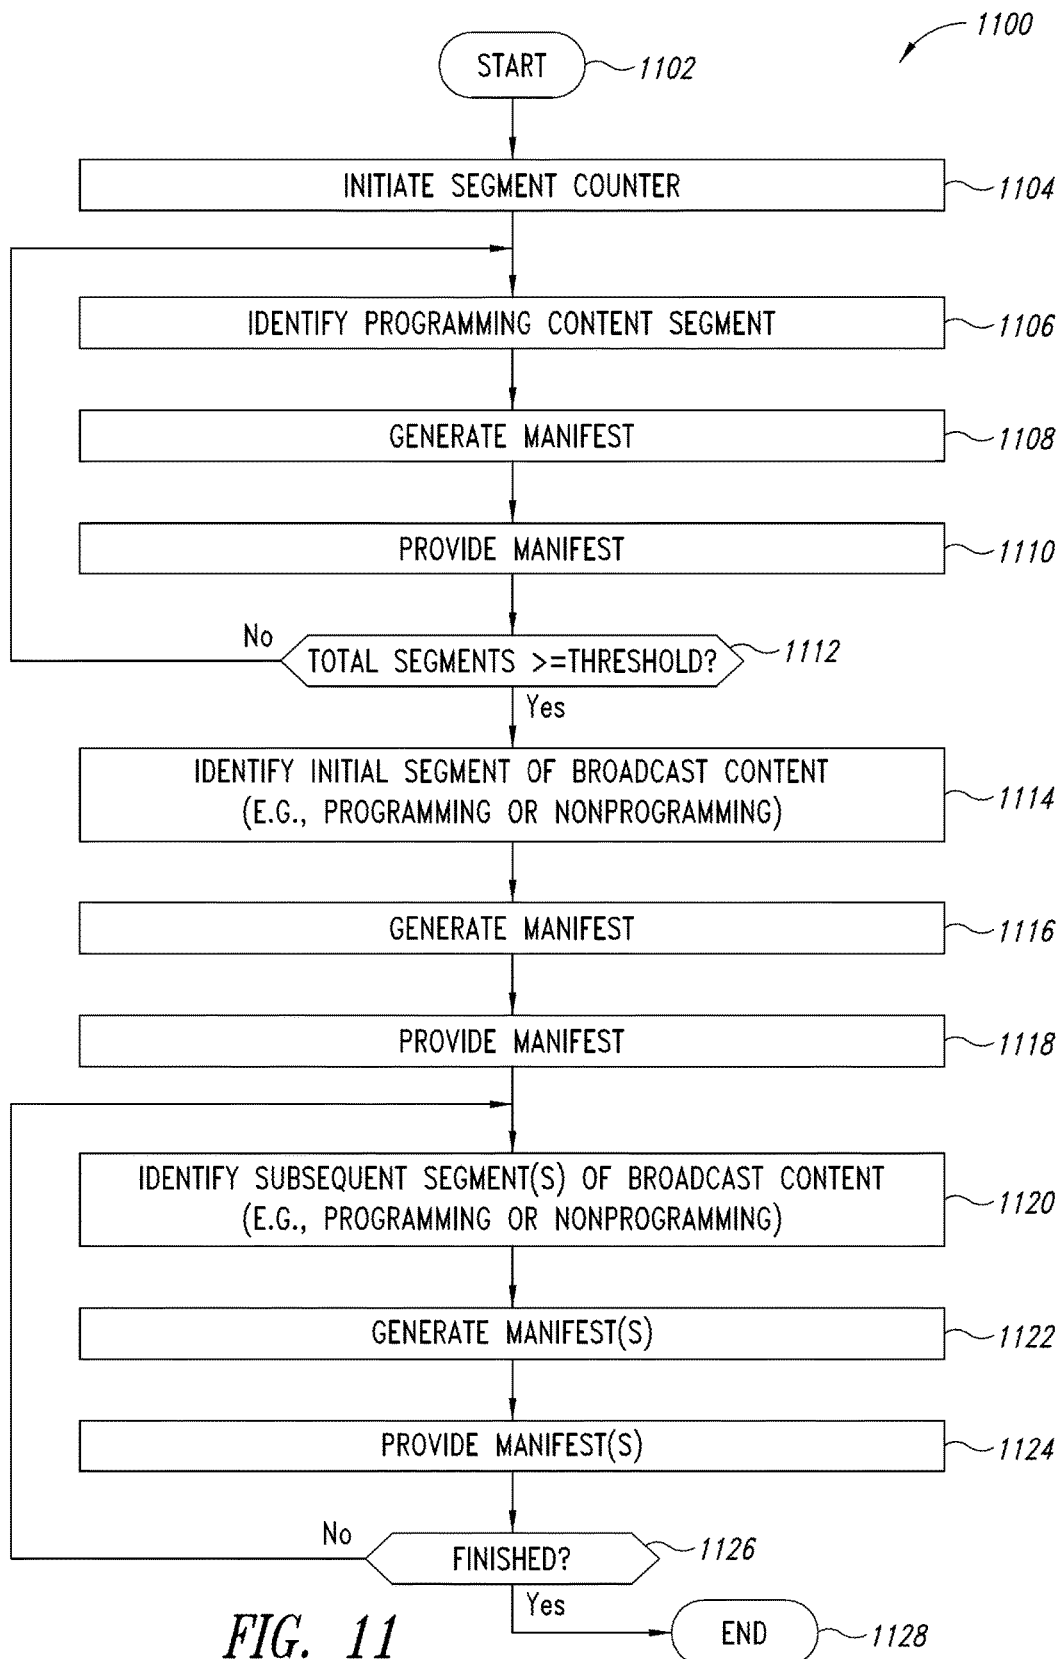 1100
START
1102
INITIATE SEGMENT COUNTER
1104
IDENTIFY PROGRAMMING CONTENT SEGMENT
1106
GENERATE MANIFEST
1108
PROVIDE MANIFEST
1110
No
TOTAL SEGMENTS >=THRESHOLD?
1112
Yes
IDENTIFY INITIAL SEGMENT OF BROADCAST CONTENT
(E.G., PROGRAMMING OR NONPROGRAMMING)
1114
GENERATE MANIFEST
1116
PROVIDE MANIFEST
1118
IDENTIFY SUBSEQUENT SEGMENT(S) OF BROADCAST CONTENT
(E.G., PROGRAMMING OR NONPROGRAMMING)
1120
GENERATE MANIFEST(S)
1122
PROVIDE MANIFEST(S)
1124
No
FINISHED?
1126
Yes
END
1128
FIG. 11